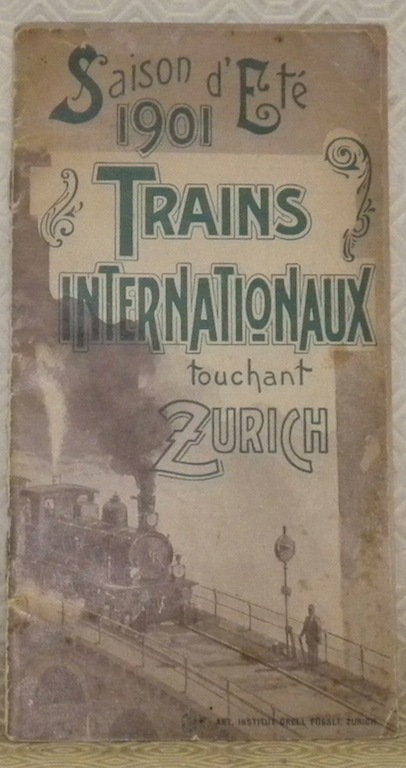 Saison d'Eté
1901
TRAINS
INTERNATIONAUX
touchant
ZURICH
ART. INSTITUT ORELL FÜSSLI, ZURICH